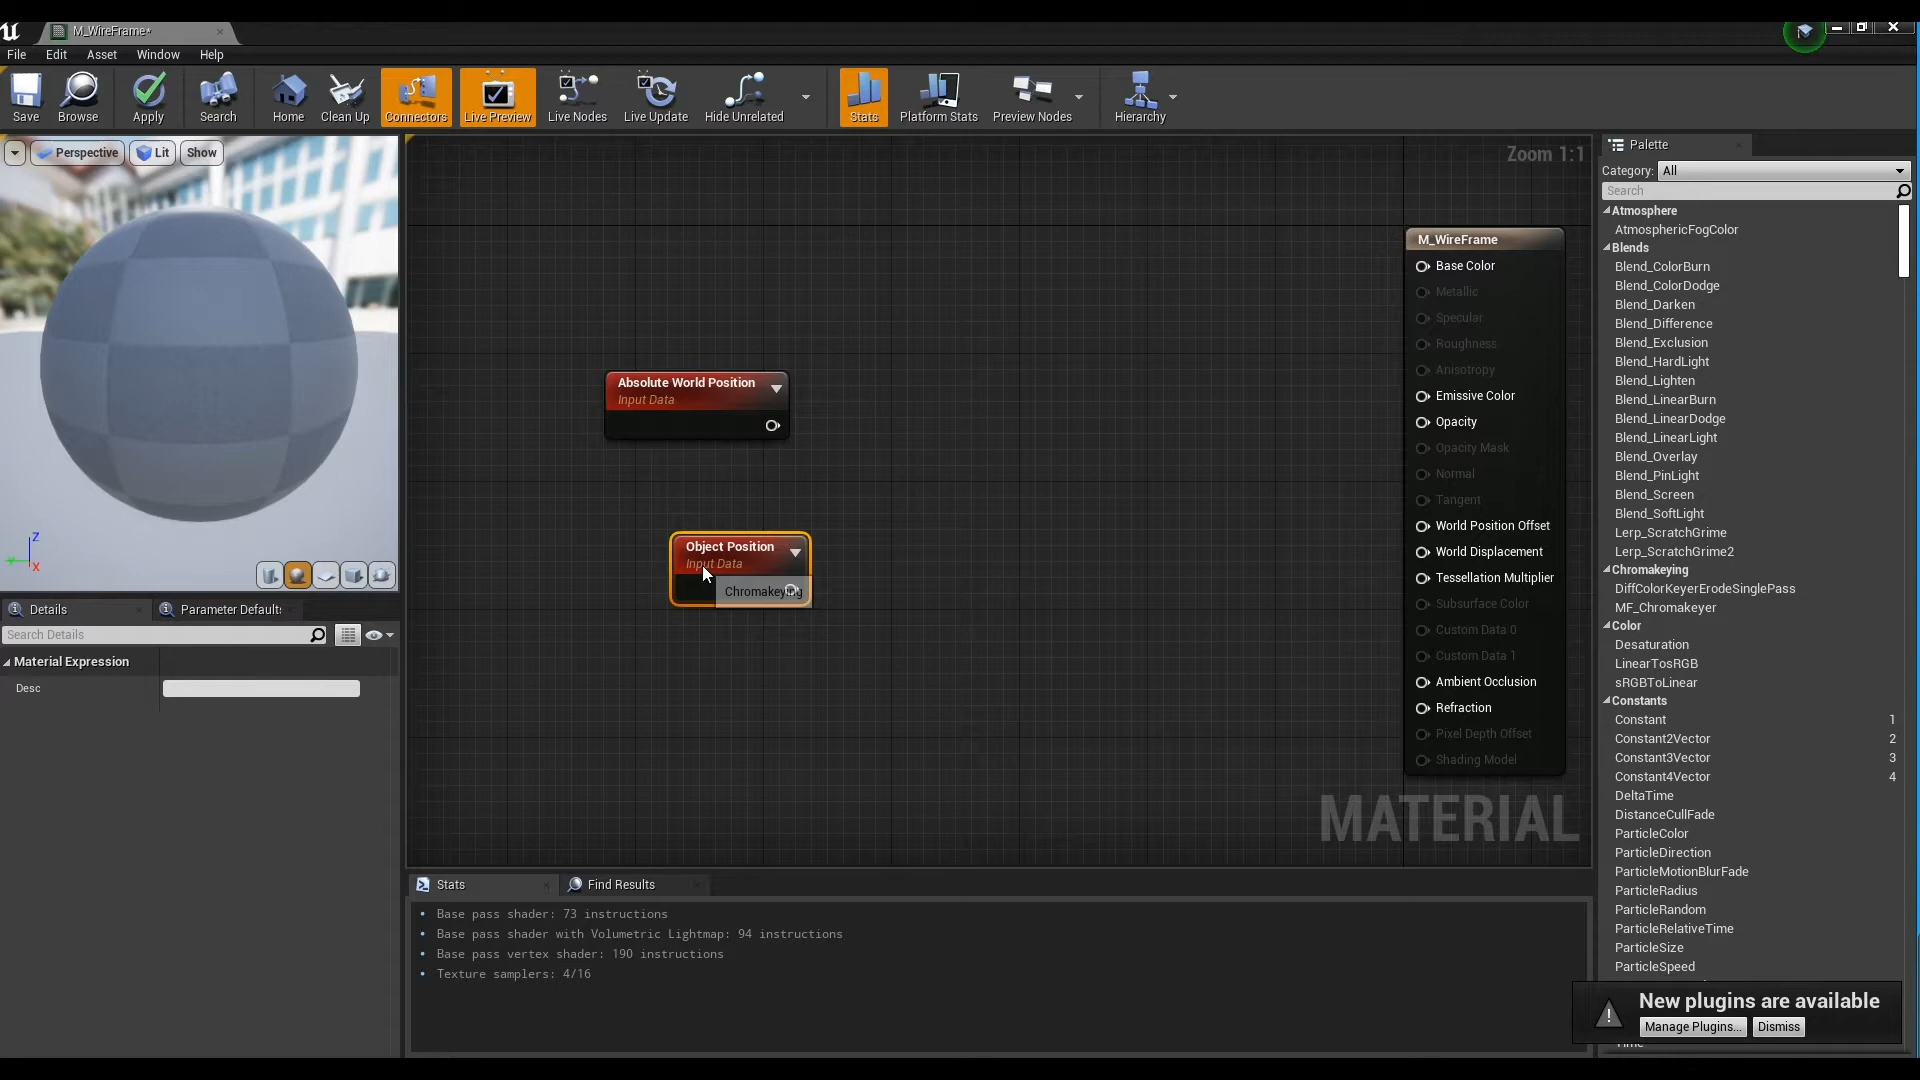 M_WireFrame*
File Edit Asset Window Help
Save Browse Apply Search Home Clean Up Connectors Live Preview Live Nodes Live Update Hide Unrelated Stats Platform Stats Preview Nodes Hierarchy
Perspective Lit Show
Z
X
Details Parameter Defaults
Search Details
Material Expression
Desc
Zoom 1:1
Absolute World Position
Input Data
Object Position
Input Data
Chromakeying
M_WireFrame
Base Color
Metallic
Specular
Roughness
Anisotropy
Emissive Color
Opacity
Opacity Mask
Normal
Tangent
World Position Offset
World Displacement
Tessellation Multiplier
Subsurface Color
Custom Data 0
Custom Data 1
Ambient Occlusion
Refraction
Pixel Depth Offset
Shading Model
MATERIAL
Stats Find Results
Base pass shader: 73 instructions
Base pass shader with Volumetric Lightmap: 94 instructions
Base pass vertex shader: 190 instructions
Texture samplers: 4/16
Palette
Category: All
Search
Atmosphere
AtmosphericFogColor
Blends
Blend_ColorBurn
Blend_ColorDodge
Blend_Darken
Blend_Difference
Blend_Exclusion
Blend_HardLight
Blend_Lighten
Blend_LinearBurn
Blend_LinearDodge
Blend_LinearLight
Blend_Overlay
Blend_PinLight
Blend_Screen
Blend_SoftLight
Lerp_ScratchGrime
Lerp_ScratchGrime2
Chromakeying
DiffColorKeyerErodeSinglePass
MF_Chromakeyer
Color
Desaturation
LinearTosRGB
sRGBToLinear
Constants
Constant 1
Constant2Vector 2
Constant3Vector 3
Constant4Vector 4
DeltaTime
DistanceCullFade
ParticleColor
ParticleDirection
ParticleMotionBlurFade
ParticleRadius
ParticleRandom
ParticleRelativeTime
ParticleSize
ParticleSpeed
New plugins are available
Manage Plugins... Dismiss
Time